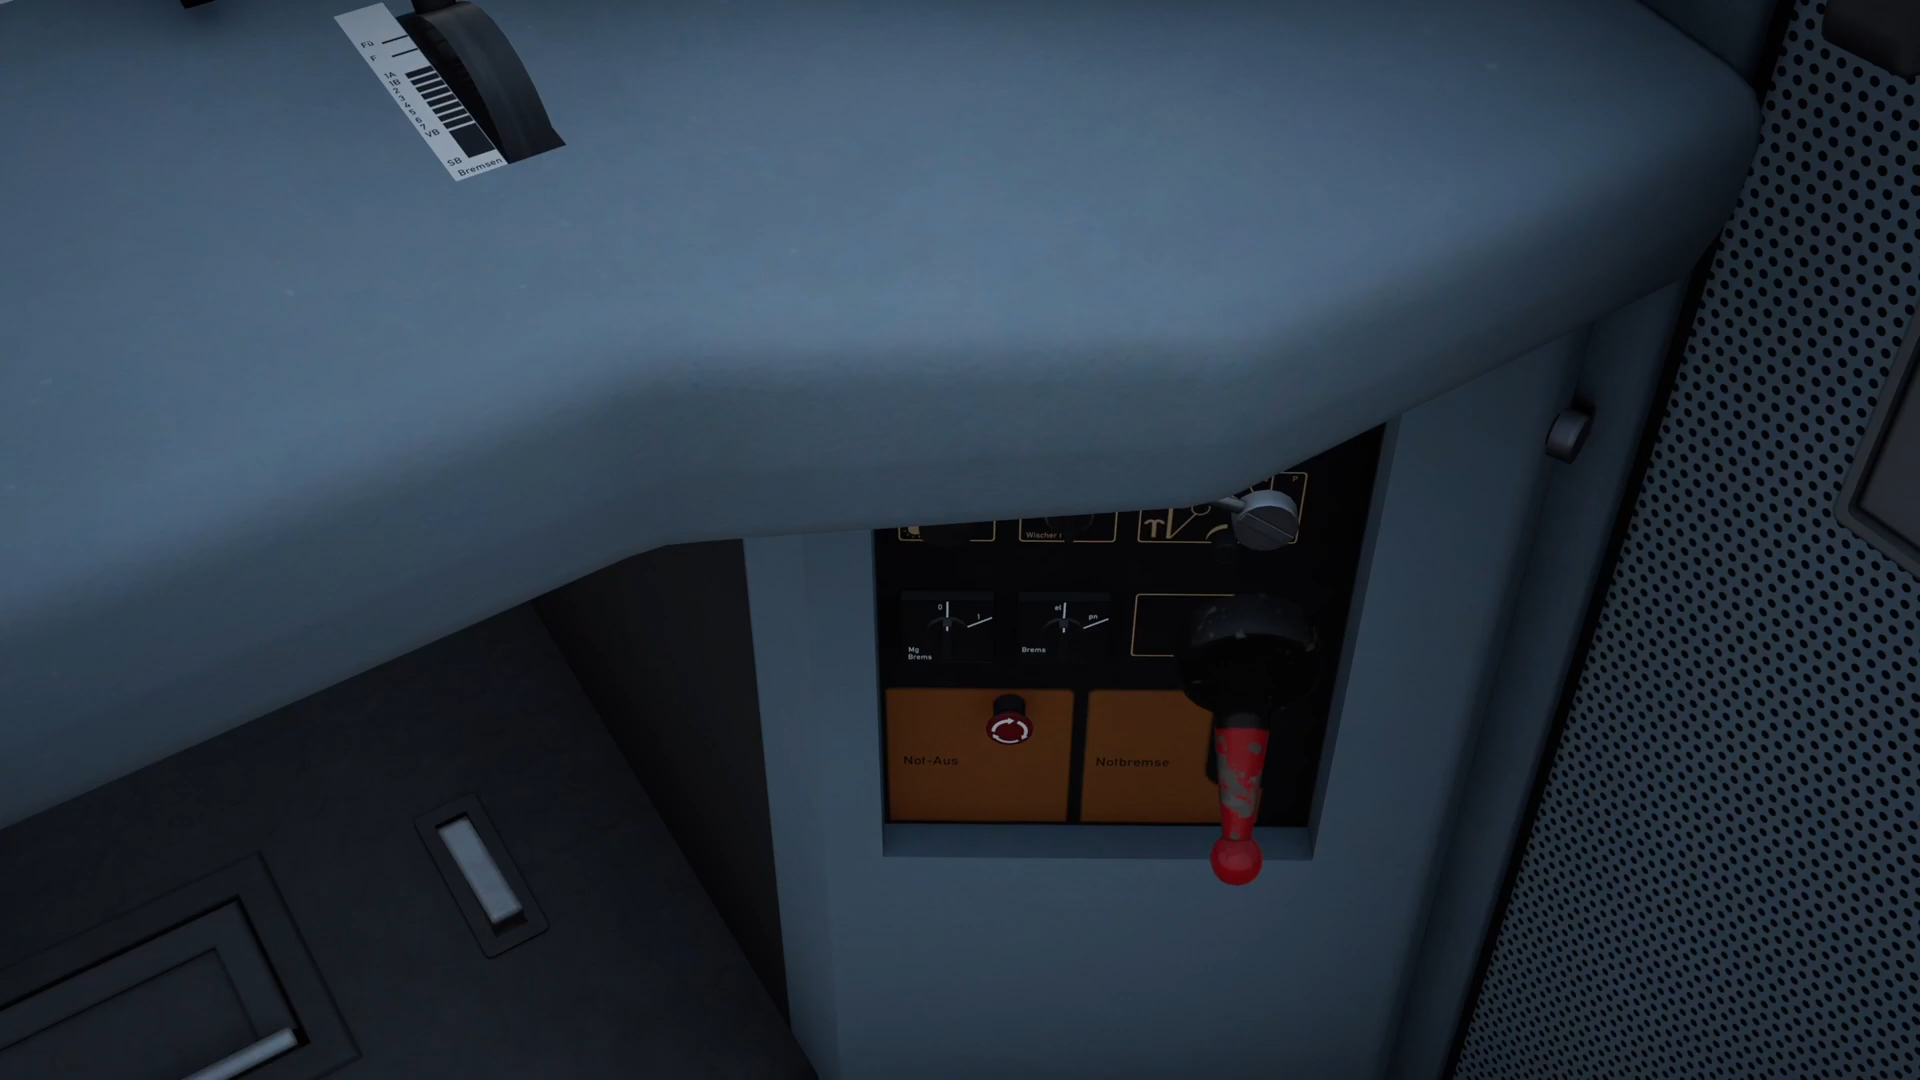 Fü
F
1A
1B
2
3
4
5
6
7
VB
SB
Bremsen
P
Wischer
0
1
Mg
Brems
el
pn
Brems
Not-Aus
Notbremse